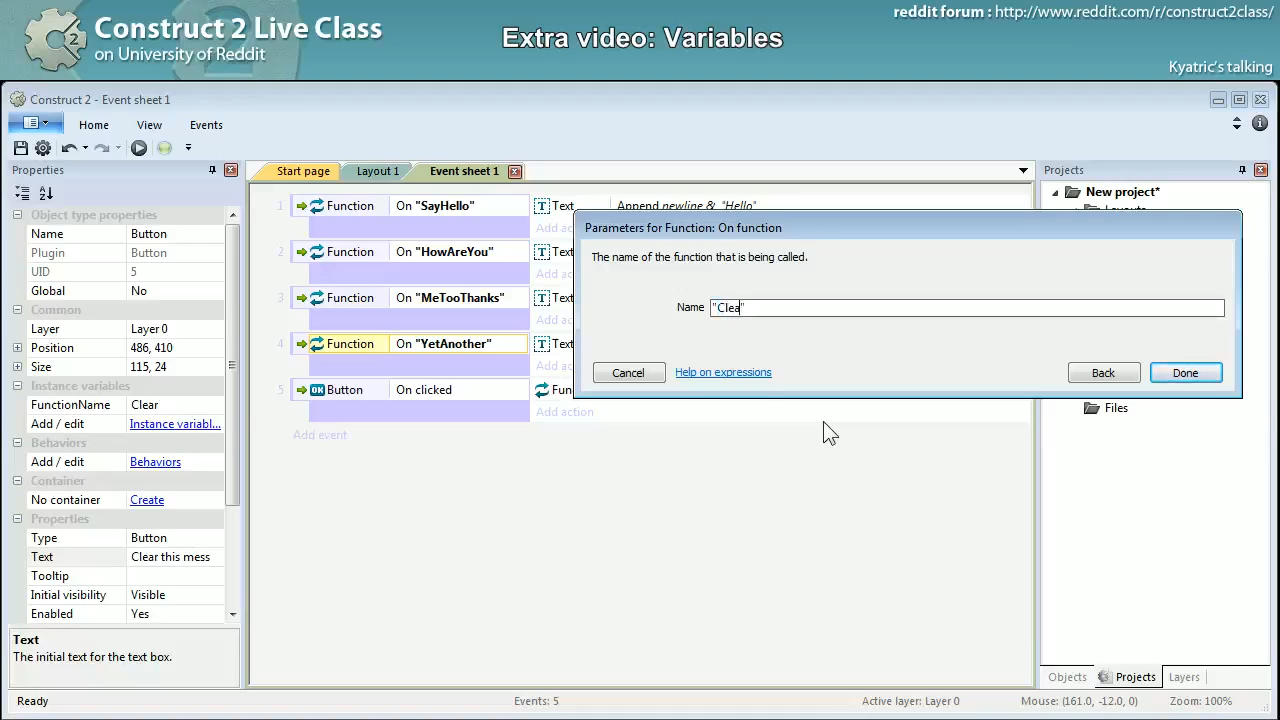 Construct 2 Live Class
on University of Reddit
Extra video: Variables
reddit forum : http://www.reddit.com/r/construct2class/
Kyatric's talking
Construct 2 - Event sheet 1
Home View Events
Properties
Start page Layout 1 Event sheet 1
Projects
Object type properties
Name Button
Plugin Button
UID 5
Global No
Common
Layer Layer 0
Position 486, 410
Size 115, 24
Instance variables
FunctionName Clear
Add / edit Instance variabl...
Behaviors
Add / edit Behaviors
Container
No container Create
Properties
Type Button
Text Clear this mess
Tooltip
Initial visibility Visible
Enabled Yes
Text
The initial text for the text box.
1 Function On "SayHello" T Text Append newline & "Hello"
Add
2 Function On "HowAreYou" T Text
Add
3 Function On "MeTooThanks" T Text
Add
4 Function On "YetAnother" T Text
Add
5 OK Button On clicked Fun
Add action
Add event
Parameters for Function: On function
The name of the function that is being called.
Name "Clea"
Cancel Help on expressions Back Done
New project*
Layouts
Files
Objects Projects Layers
Ready Events: 5 Active layer: Layer 0 Mouse: (161.0, -12.0, 0) Zoom: 100%